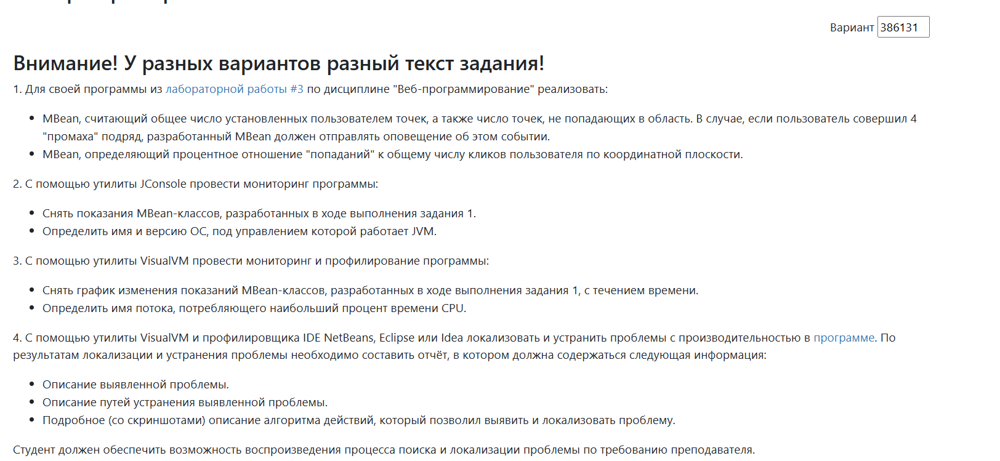 Вариант 386131
Внимание! У разных вариантов разный текст задания!
1. Для своей программы из лабораторной работы #3 по дисциплине "Веб-программирование" реализовать:
• MBean, считающий общее число установленных пользователем точек, а также число точек, не попадающих в область. В случае, если пользователь совершил 4
"промаха" подряд, разработанный MBean должен отправлять оповещение об этом событии.
• MBean, определяющий процентное отношение "попаданий" к общему числу кликов пользователя по координатной плоскости.
2. С помощью утилиты JConsole провести мониторинг программы:
• Снять показания MBean-классов, разработанных в ходе выполнения задания 1.
• Определить имя и версию ОС, под управлением которой работает JVM.
3. С помощью утилиты VisualVM провести мониторинг и профилирование программы:
• Снять график изменения показаний MBean-классов, разработанных в ходе выполнения задания 1, с течением времени.
• Определить имя потока, потребляющего наибольший процент времени CPU.
4. С помощью утилиты VisualVM и профилировщика IDE NetBeans, Eclipse или Idea локализовать и устранить проблемы с производительностью в программе. По
результатам локализации и устранения проблемы необходимо составить отчёт, в котором должна содержаться следующая информация:
• Описание выявленной проблемы.
• Описание путей устранения выявленной проблемы.
• Подробное (со скриншотами) описание алгоритма действий, который позволил выявить и локализовать проблему.
Студент должен обеспечить возможность воспроизведения процесса поиска и локализации проблемы по требованию преподавателя.